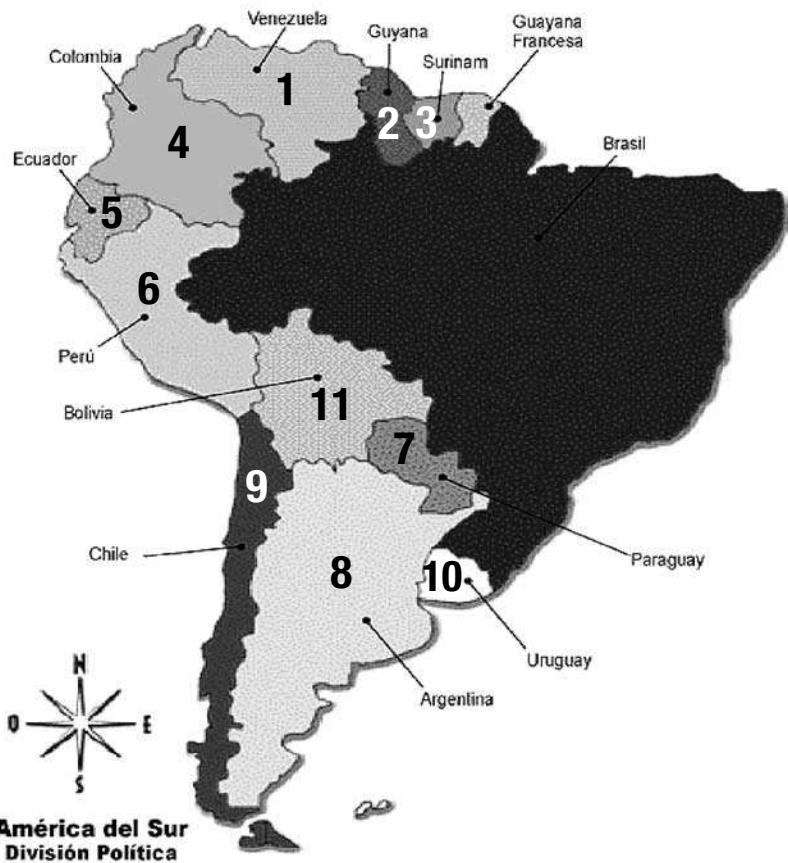 Venezuela
Guyana
Guayana
Francesa
Colombia
Surinam
1
2
3
Brasil
4
Ecuador
5
6
Perú
Bolivia
11
7
9
Chile
8
10
Paraguay
Uruguay
N
Argentina
O
E
S
América del Sur
División Política